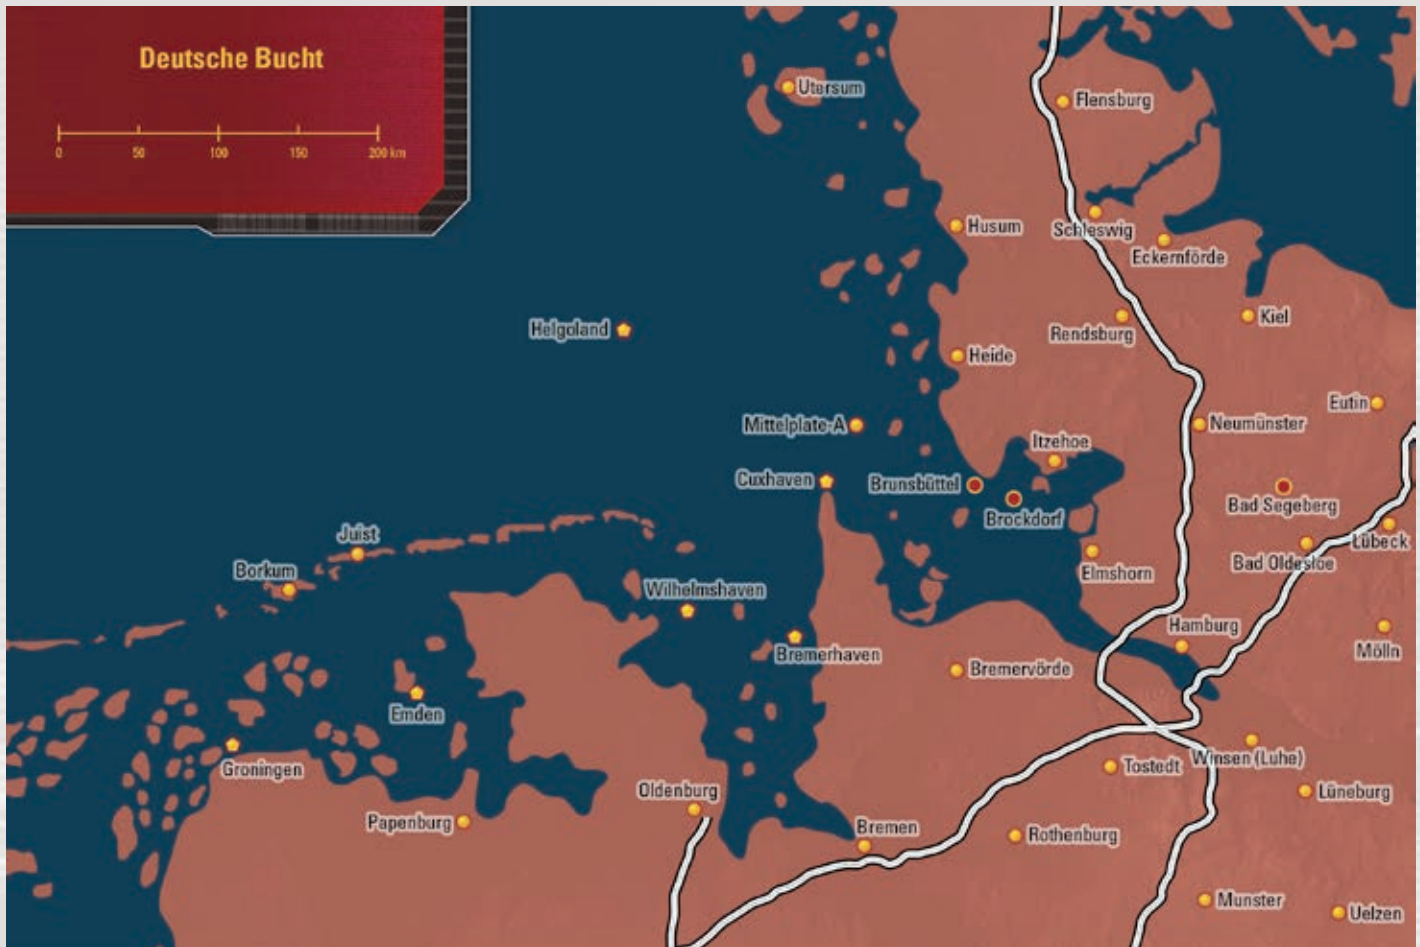 Deutsche Bucht
0 50 100 150 200 km
Utersum
Flensburg
Husum
Schleswig
Eckernförde
Helgoland
Rendsburg
Kiel
Heide
Eutin
Mittelplate-A
Neumünster
Itzehoe
Cuxhaven
Brunsbüttel
Brockdorf
Bad Segeberg
Juist
Lübeck
Borkum
Bad Oldesloe
Elmshorn
Wilhelmshaven
Hamburg
Bremerhaven
Mölln
Bremervörde
Emden
Winsen (Luhe)
Groningen
Tostedt
Oldenburg
Lüneburg
Papenburg
Bremen
Rothenburg
Munster
Uelzen